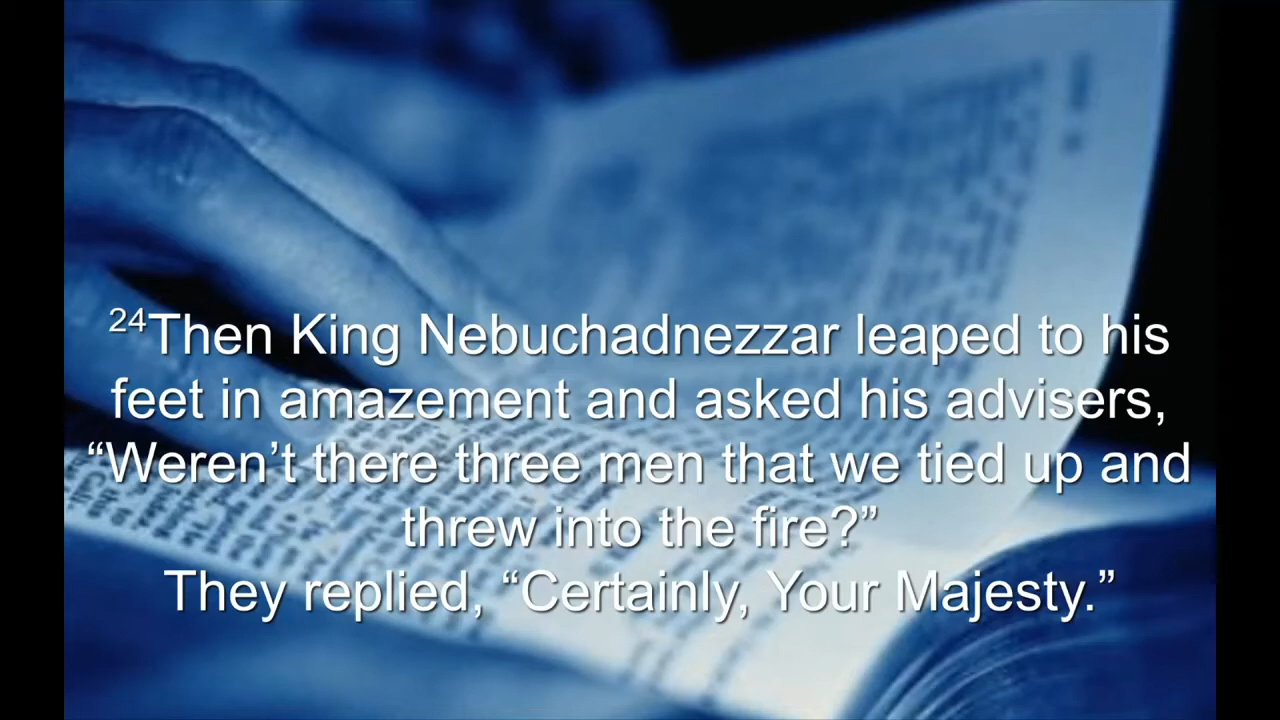 ²⁴Then King Nebuchadnezzar leaped to his
feet in amazement and asked his advisers,
“Weren’t there three men that we tied up and
threw into the fire?”
They replied, “Certainly, Your Majesty.”